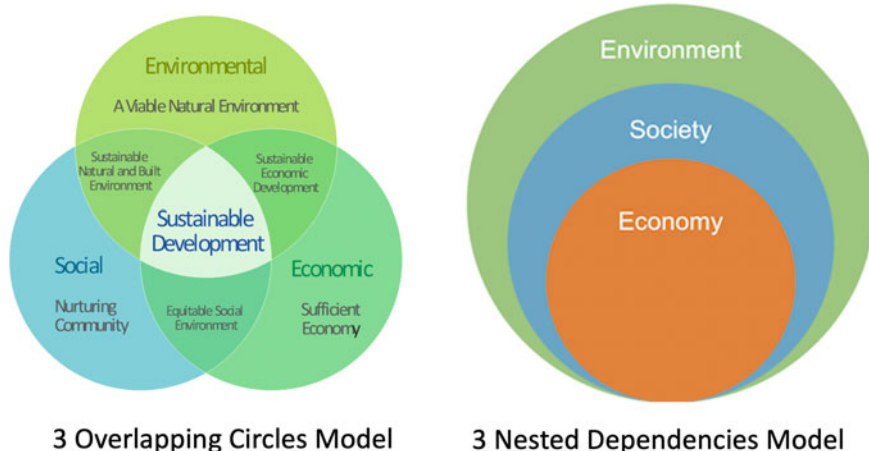 Environmental
A Viable Natural Environment
Sustainable
Natural and Built
Environment
Sustainable
Economic
Development
Sustainable
Development
Social
Nurturing
Community
Equitable Social
Environment
Economic
Sufficient
Economy
3 Overlapping Circles Model
Environment
Society
Economy
3 Nested Dependencies Model